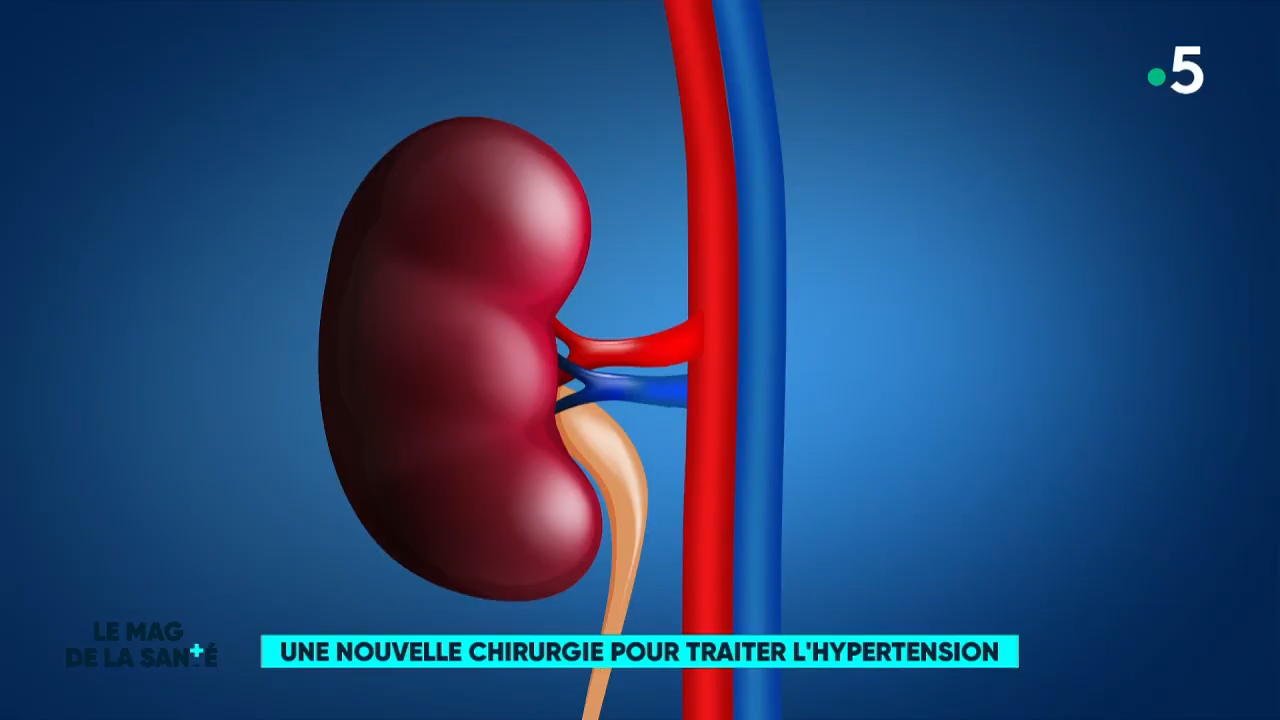 5
LE MAG
DE LA SANTÉ
UNE NOUVELLE CHIRURGIE POUR TRAITER L'HYPERTENSION